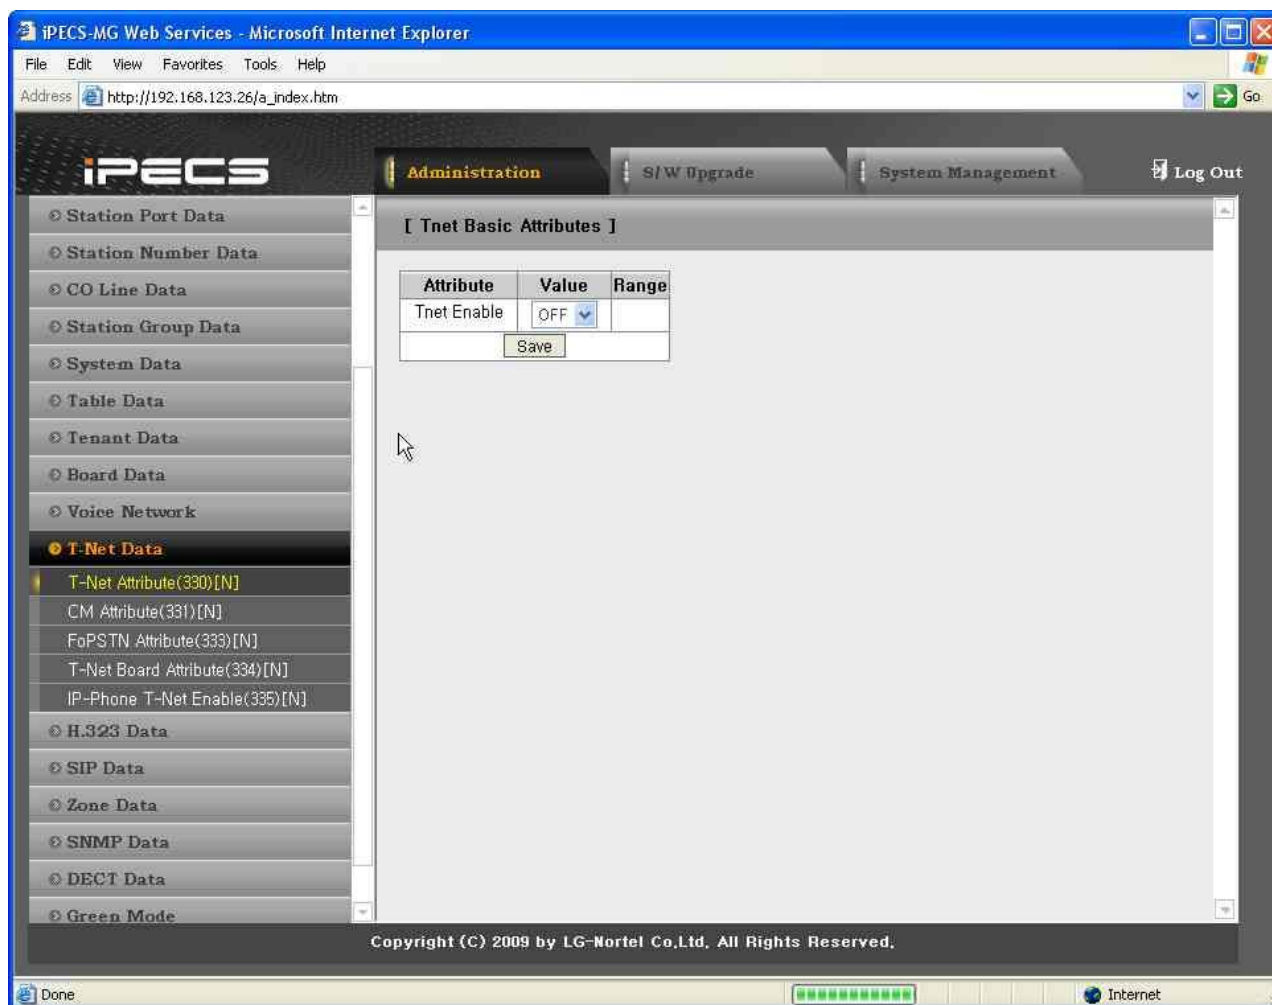 iPECS-MG Web Services - Microsoft Internet Explorer
File Edit View Favorites Tools Help
Address http://192.168.123.26/a_index.htm Go
iPECS
Administration S/W Upgrade System Management Log Out
Station Port Data
Station Number Data
CO Line Data
Station Group Data
System Data
Table Data
Tenant Data
Board Data
Voice Network
T-Net Data
T-Net Attribute(330)[N]
CM Attribute(331)[N]
FoPSTN Attribute(333)[N]
T-Net Board Attribute(334)[N]
IP-Phone T-Net Enable(335)[N]
H.323 Data
SIP Data
Zone Data
SNMP Data
DECT Data
Green Mode
[ Tnet Basic Attributes ]
Attribute Value Range
Tnet Enable OFF
Save
Copyright (C) 2009 by LG-Nortel Co,Ltd, All Rights Reserved,
Done Internet